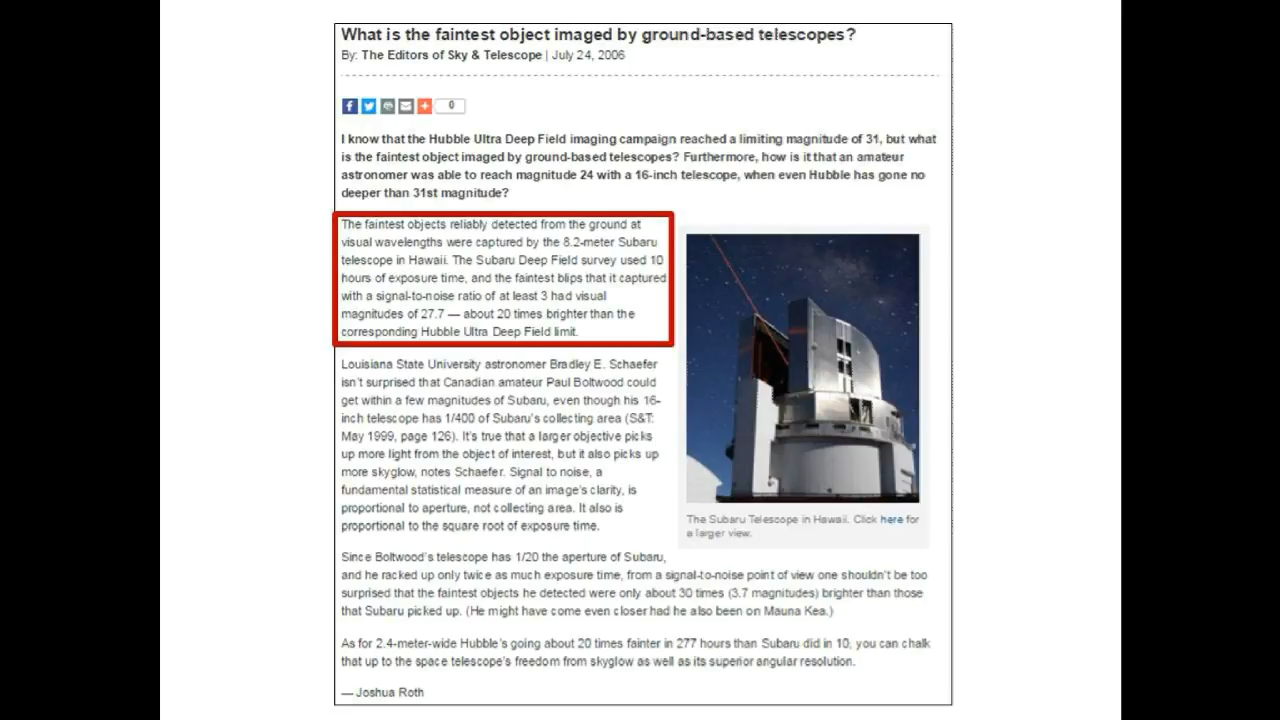 What is the faintest object imaged by ground-based telescopes?
By: The Editors of Sky & Telescope | July 24, 2006
0
I know that the Hubble Ultra Deep Field imaging campaign reached a limiting magnitude of 31, but what
is the faintest object imaged by ground-based telescopes? Furthermore, how is it that an amateur
astronomer was able to reach magnitude 24 with a 16-inch telescope, when even Hubble has gone no
deeper than 31st magnitude?
The faintest objects reliably detected from the ground at
visual wavelengths were captured by the 8.2-meter Subaru
telescope in Hawaii. The Subaru Deep Field survey used 10
hours of exposure time, and the faintest blips that it captured
with a signal-to-noise ratio of at least 3 had visual
magnitudes of 27.7 — about 20 times brighter than the
corresponding Hubble Ultra Deep Field limit.
Louisiana State University astronomer Bradley E. Schaefer
isn't surprised that Canadian amateur Paul Boltwood could
get within a few magnitudes of Subaru, even though his 16-
inch telescope has 1/400 of Subaru's collecting area (S&T:
May 1999, page 126). It's true that a larger objective picks
up more light from the object of interest, but it also picks up
more skyglow, notes Schaefer. Signal to noise, a
fundamental statistical measure of an image's clarity, is
proportional to aperture, not collecting area. It also is
proportional to the square root of exposure time.
The Subaru Telescope in Hawaii. Click here for
a larger view.
Since Boltwood's telescope has 1/20 the aperture of Subaru,
and he racked up only twice as much exposure time, from a signal-to-noise point of view one shouldn't be too
surprised that the faintest objects he detected were only about 30 times (3.7 magnitudes) brighter than those
that Subaru picked up. (He might have come even closer had he also been on Mauna Kea.)
As for 2.4-meter-wide Hubble's going about 20 times fainter in 277 hours than Subaru did in 10, you can chalk
that up to the space telescope's freedom from skyglow as well as its superior angular resolution.
— Joshua Roth